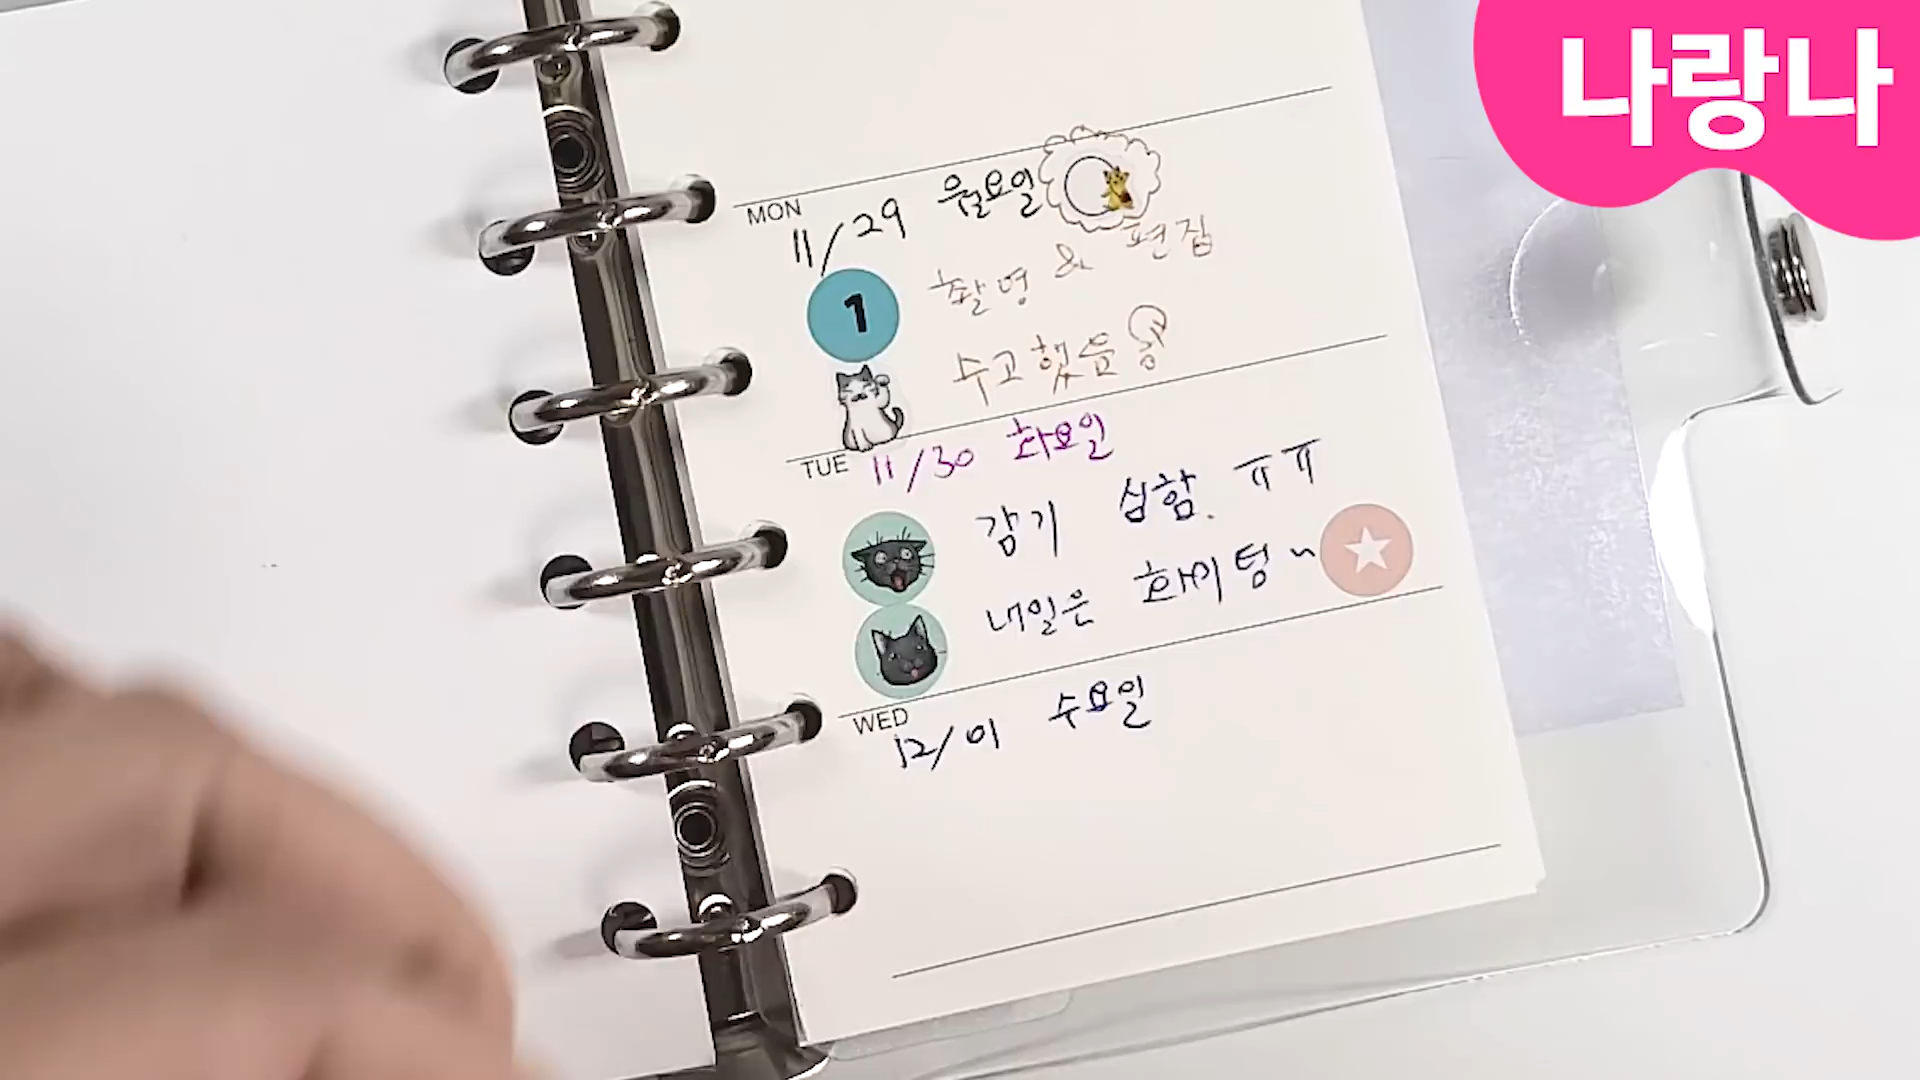 나랑나
MON
11/29 월요일
1
촬영 & 편집
수고했음
TUE 11/30 화요일
감기 심함. ㅠㅠ
내일은 화이팅~
WED
12/01 수요일